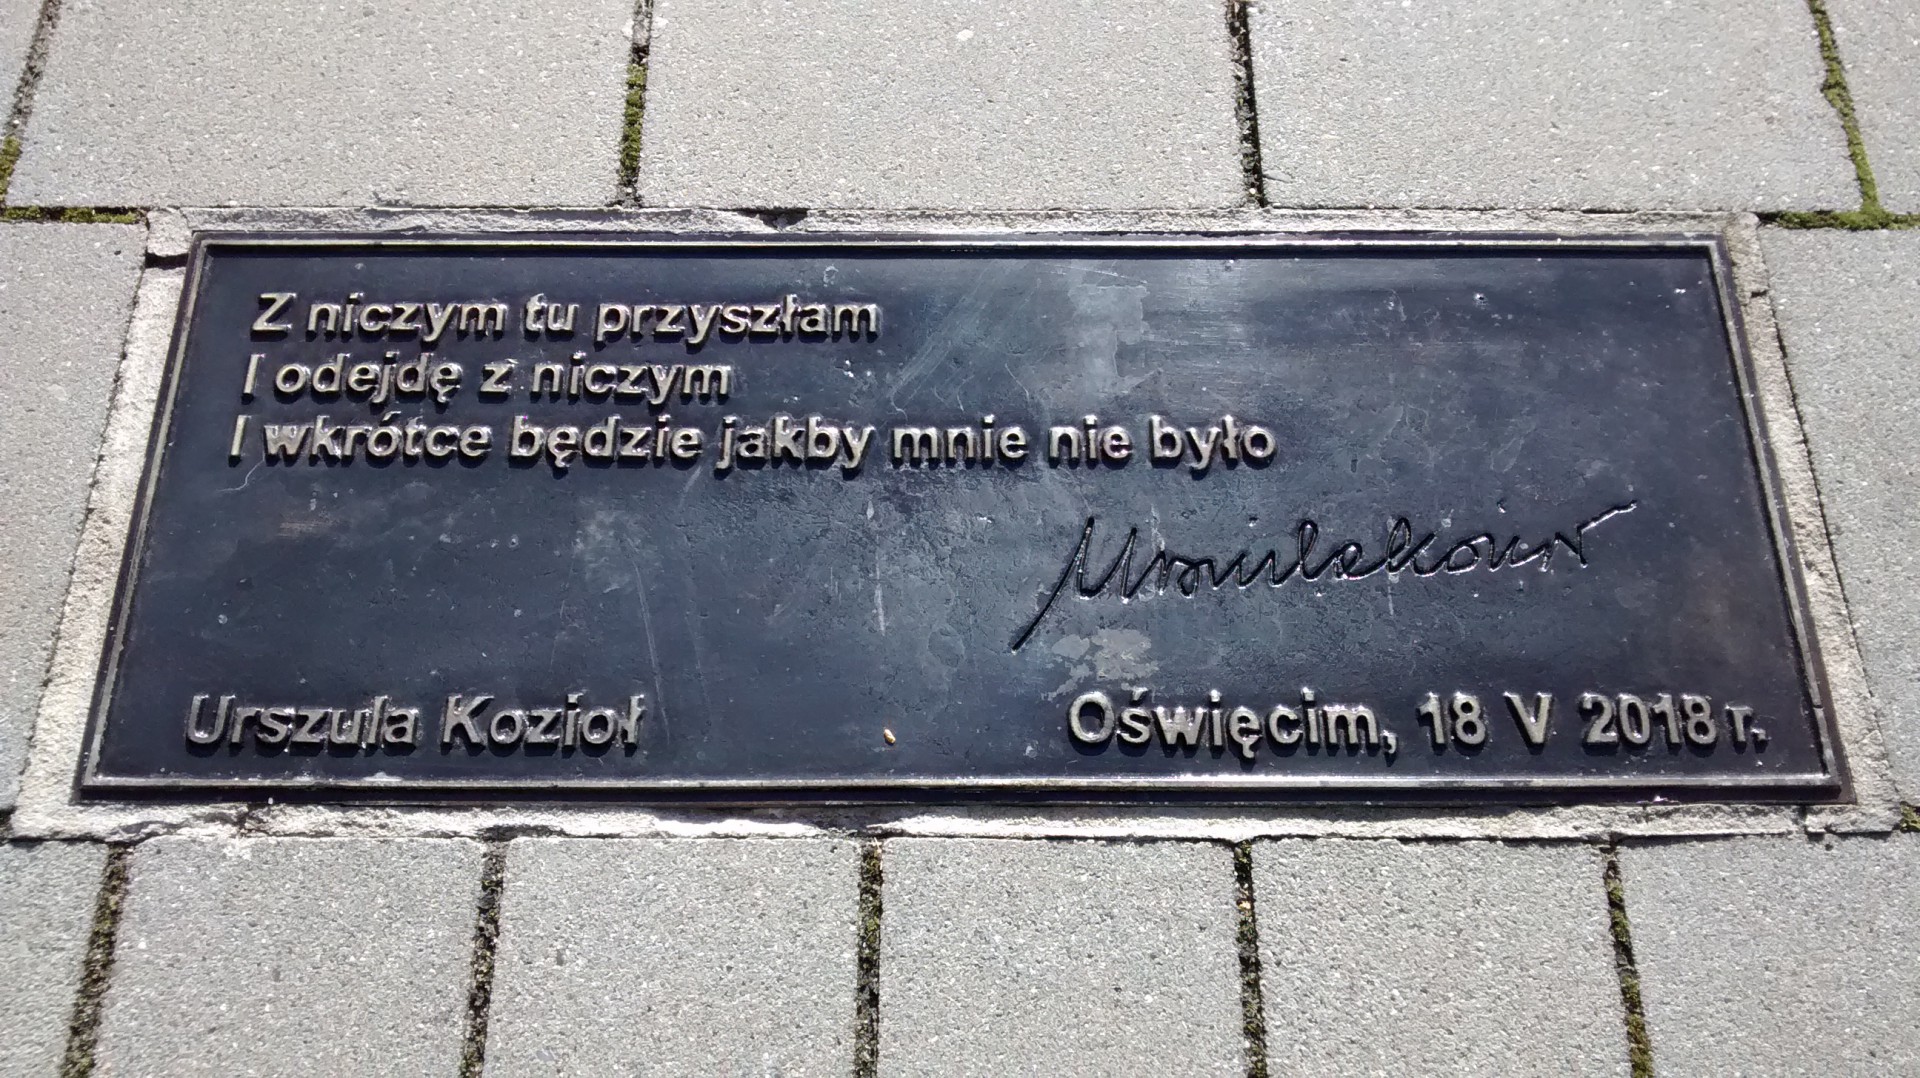 Z niczym tu przyszłam
I odejdę z niczym
I wkrótce będzie jakby mnie nie było
Urszula Kozioł
Oświęcim, 18 V 2018 r.